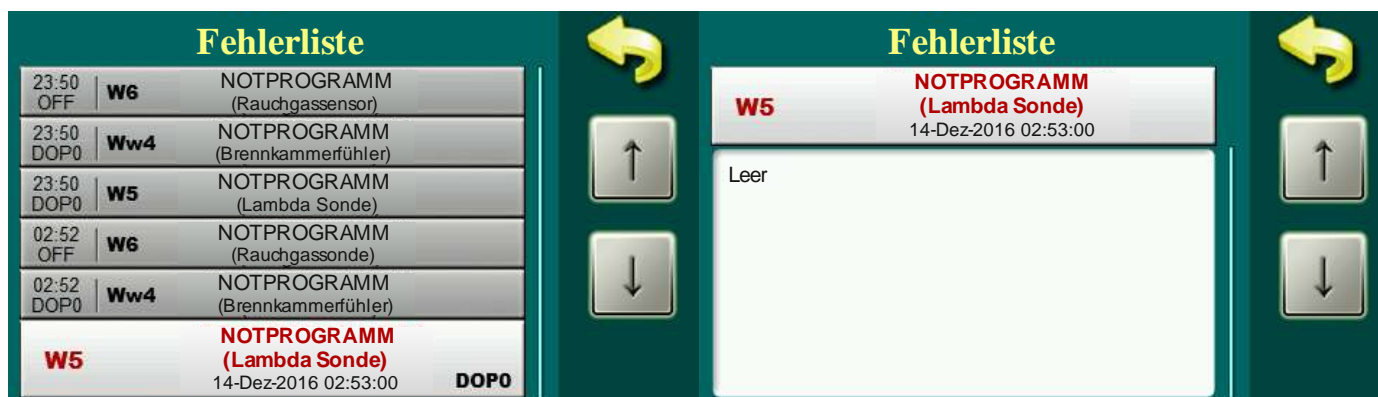 Fehlerliste
23:50
OFF
W6
NOTPROGRAMM
(Rauchgassensor)
23:50
DOP0
Ww4
NOTPROGRAMM
(Brennkammerfühler)
23:50
DOP0
W5
NOTPROGRAMM
(Lambda Sonde)
02:52
OFF
W6
NOTPROGRAMM
(Rauchgassonde)
02:52
DOP0
Ww4
NOTPROGRAMM
(Brennkammerfühler)
W5
NOTPROGRAMM
(Lambda Sonde)
14-Dez-2016 02:53:00
DOP0
Fehlerliste
W5
NOTPROGRAMM
(Lambda Sonde)
14-Dez-2016 02:53:00
Leer